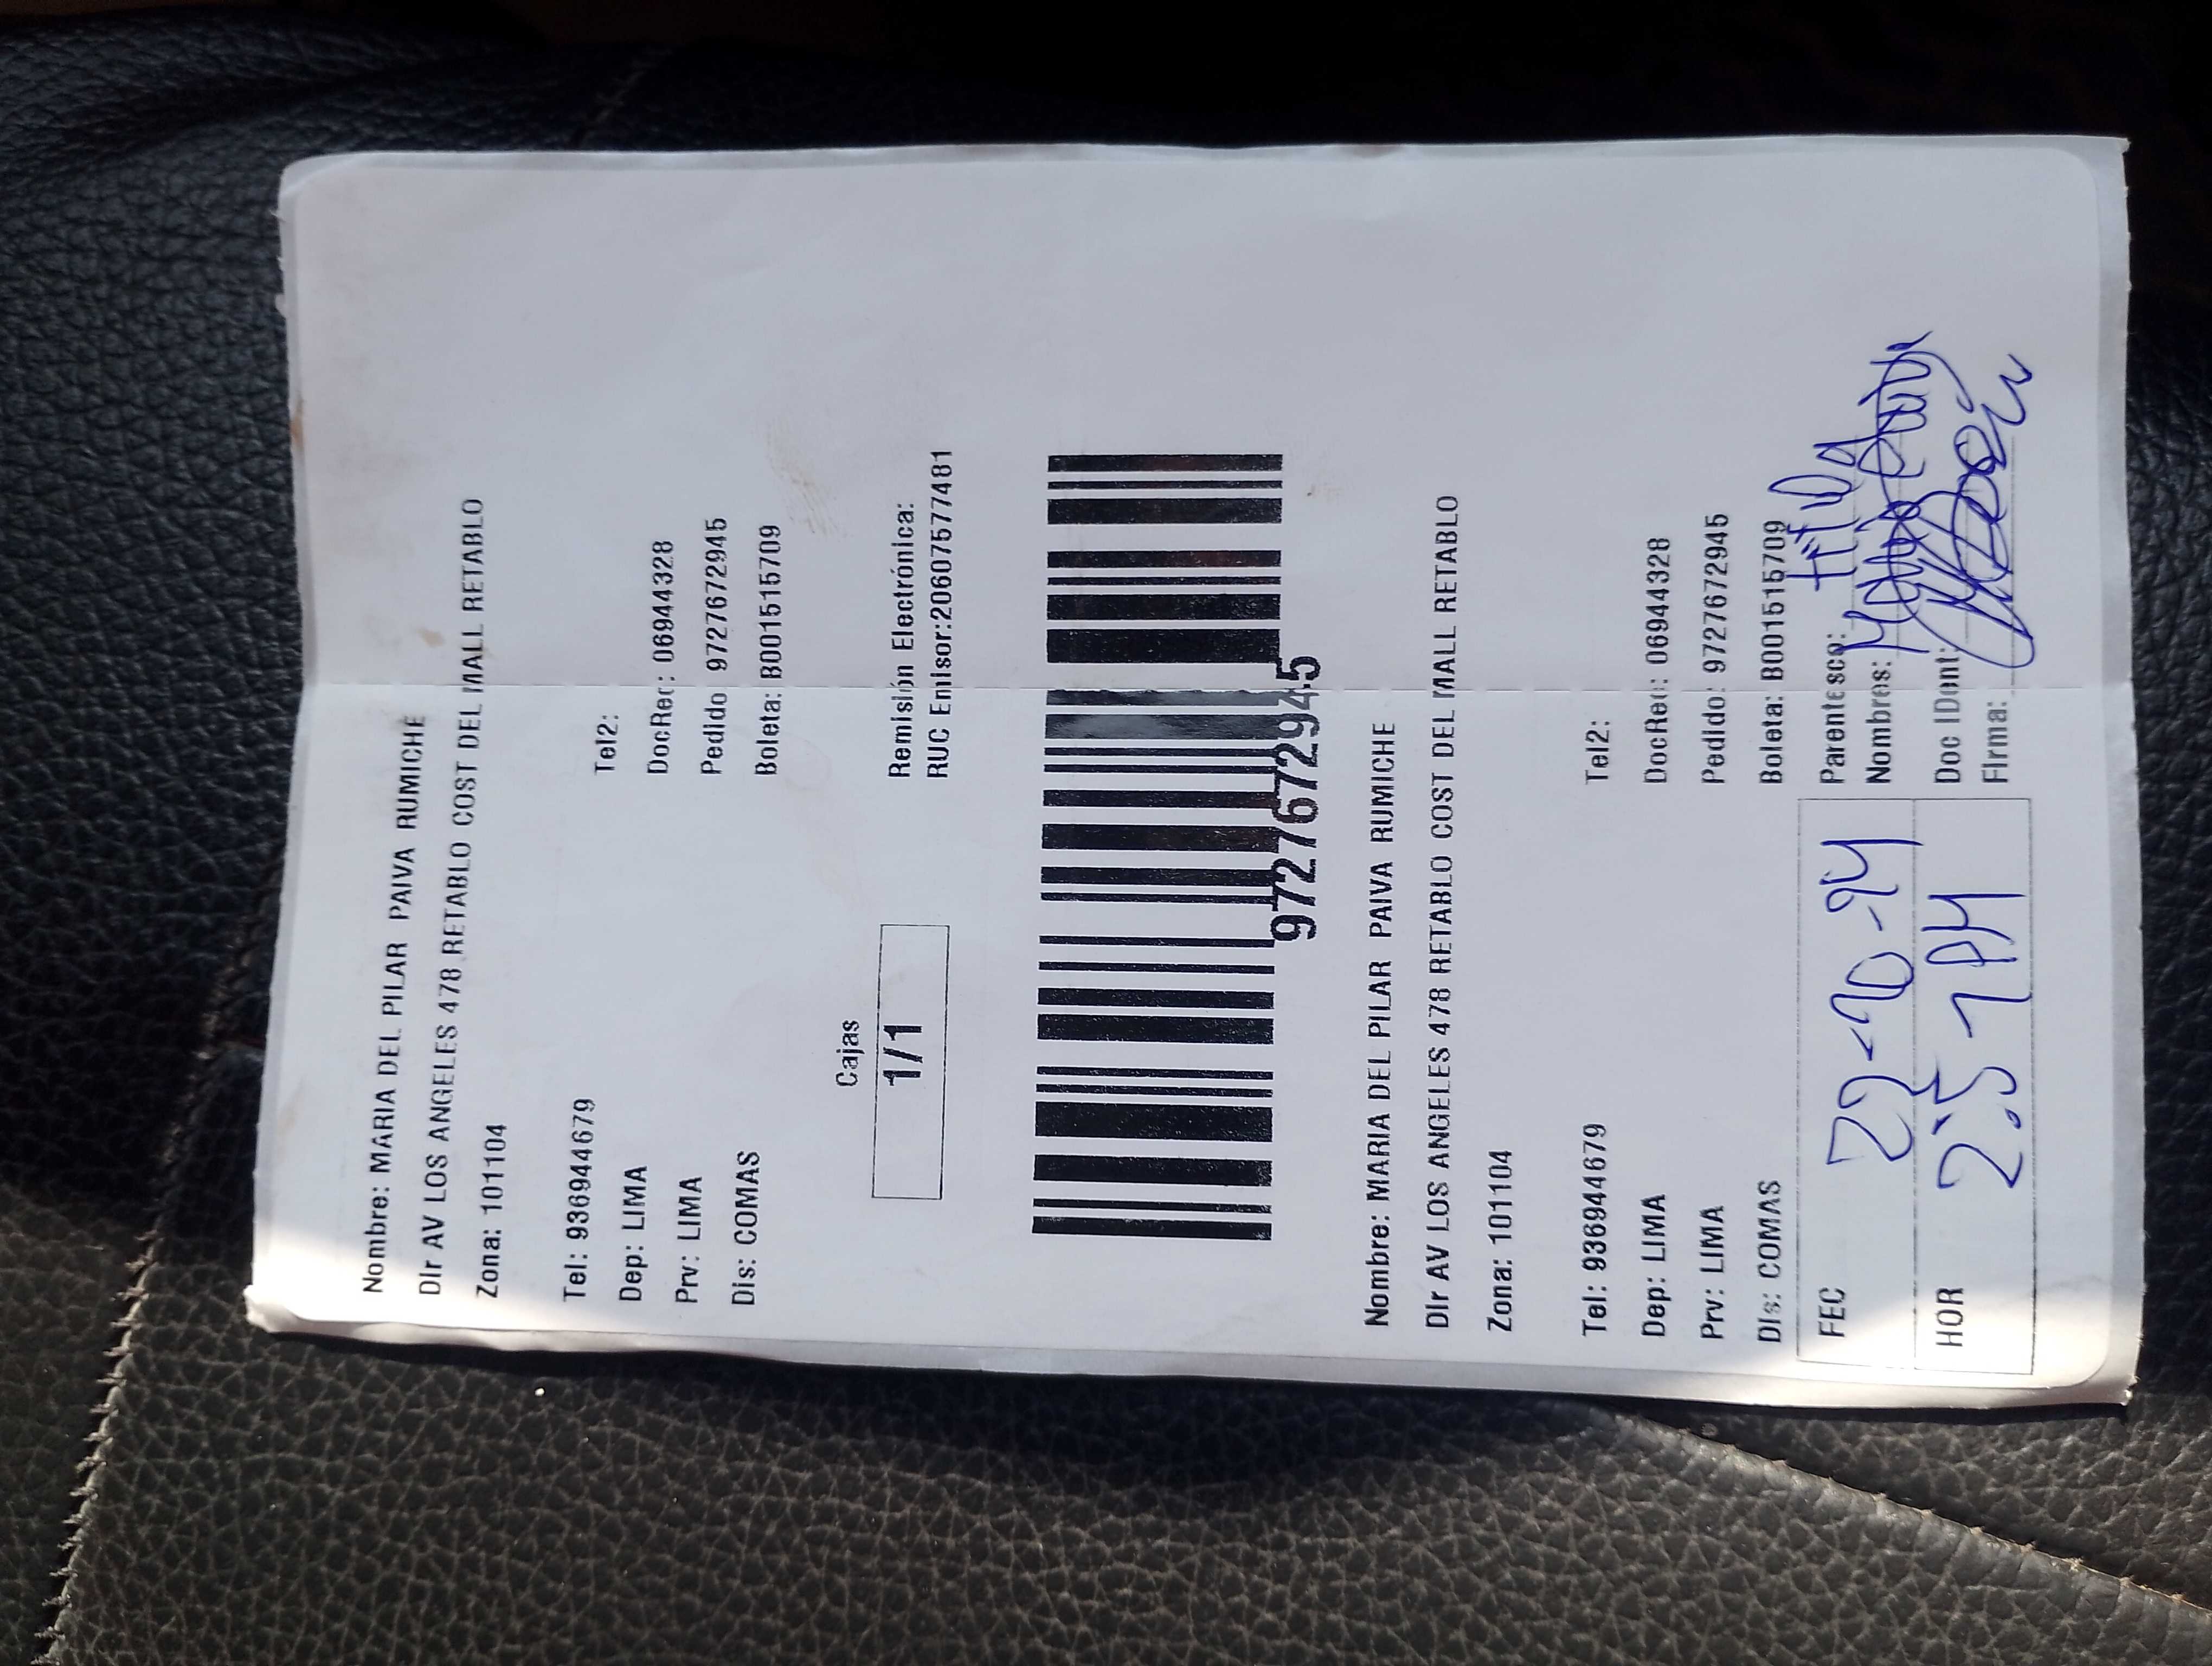 Nombre: MARIA DEL PILAR PAIVA RUMICHE
Dir AV LOS ANGELES 478 RETABLO COST DEL MALL RETABLO
Zona: 101104
Tel: 936944679 Tel2:
Dep: LIMA DocRec: 06944328
Prv: LIMA Pedido 97276772945
Dis: COMAS Boleta: B001515709
Cajas
1/1
Remisión Electrónica:
RUC Emisor:20607577481
97276772945
Nombre: MARIA DEL PILAR PAIVA RUMICHE
Dir AV LOS ANGELES 478 RETABLO COST DEL MALL RETABLO
Zona: 101104
Tel: 936944679 Tel2:
Dep: LIMA DocRec: 06944328
Prv: LIMA Pedido: 97276772945
Dis: COMAS Boleta: B001515709
FEC Parentesco:
Nombres:
HOR Doc IDent:
Firma: